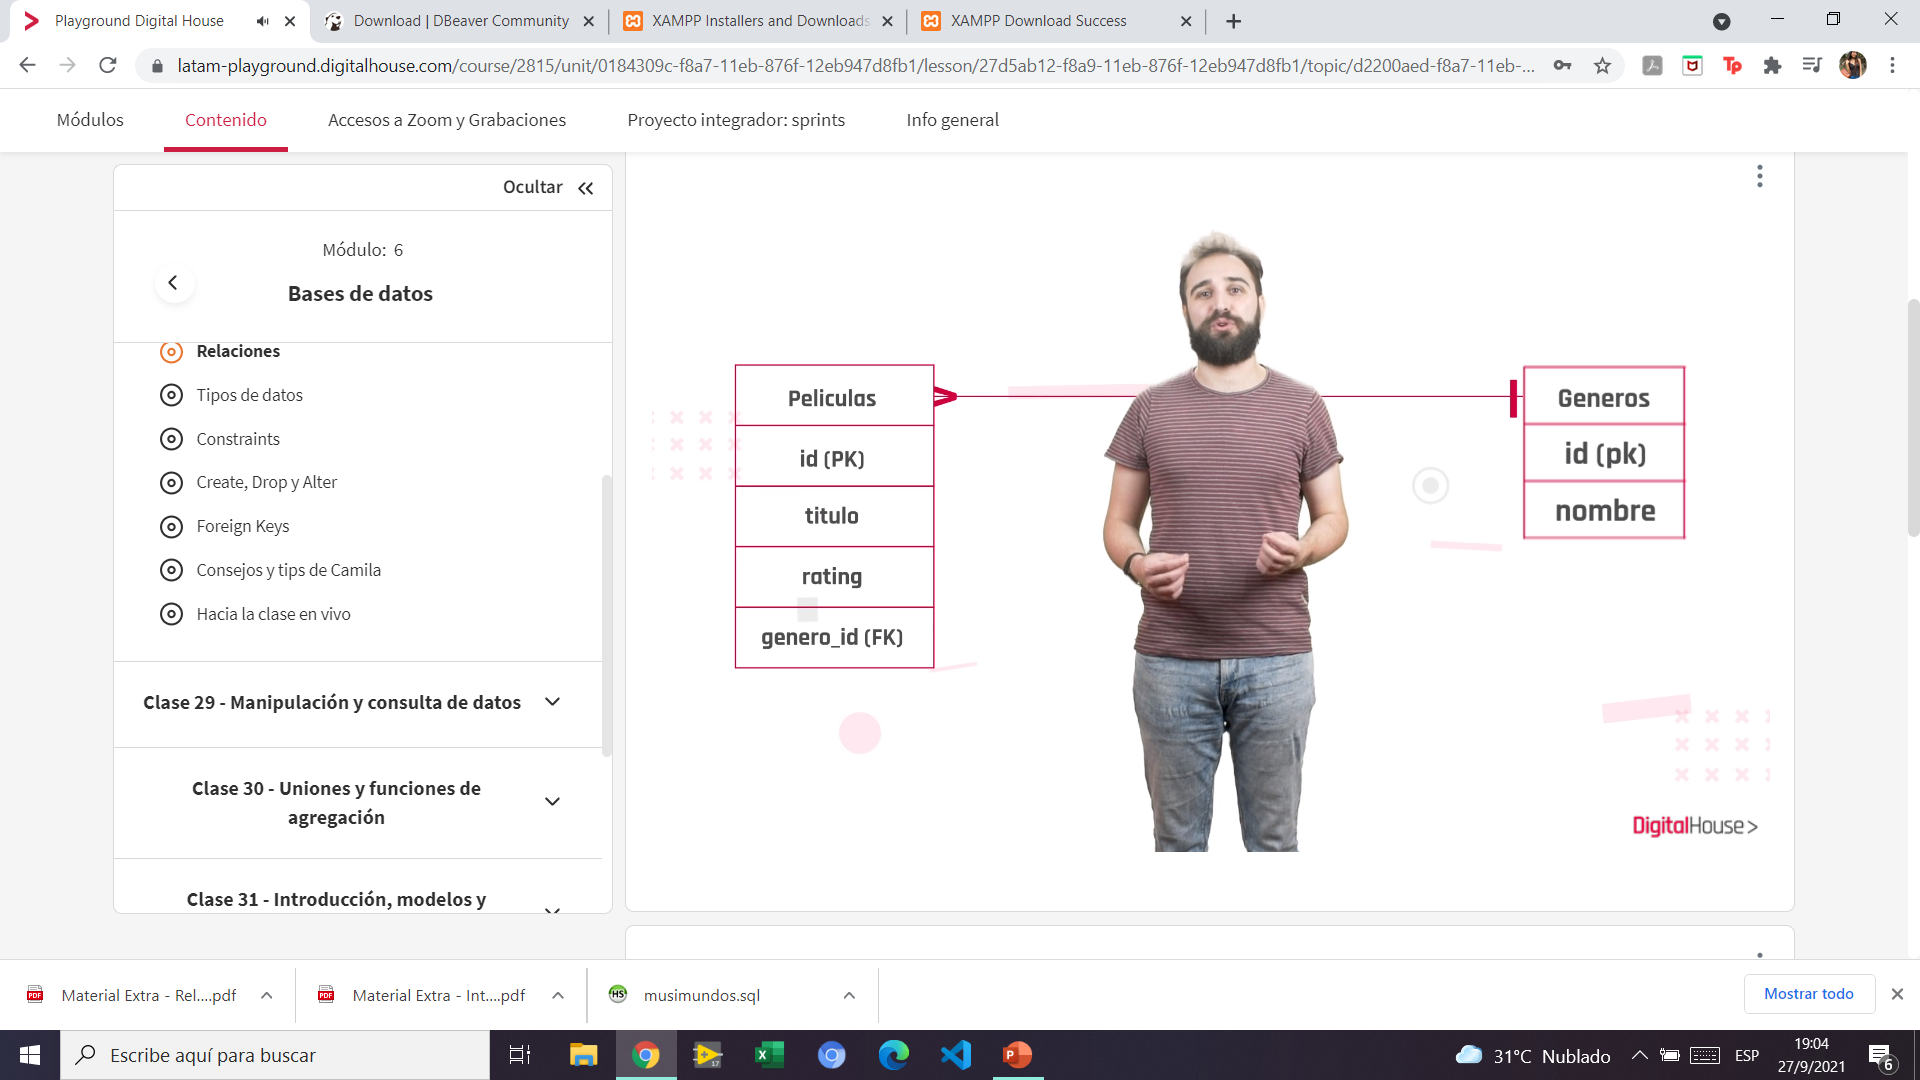 Playground Digital House
Download | DBeaver Community
XAMPP Installers and Downloads
XAMPP Download Success
latam-playground.digitalhouse.com/course/2815/unit/0184309c-f8a7-11eb-876f-12eb947d8fb1/lesson/27d5ab12-f8a9-11eb-876f-12eb947d8fb1/topic/d2200aed-f8a7-11eb-...
Tp
Módulos
Contenido
Accesos a Zoom y Grabaciones
Proyecto integrador: sprints
Info general
Ocultar
Módulo: 6
Bases de datos
Relaciones
Tipos de datos
Constraints
Create, Drop y Alter
Foreign Keys
Consejos y tips de Camila
Hacia la clase en vivo
Clase 29 - Manipulación y consulta de datos
Clase 30 - Uniones y funciones de
agregación
Clase 31 - Introducción, modelos y
Peliculas
id (PK)
titulo
rating
genero_id (FK)
Generos
id (pk)
nombre
DigitalHouse>
PDF
Material Extra - Rel....pdf
PDF
Material Extra - Int....pdf
HS
musimundos.sql
Mostrar todo
Escribe aquí para buscar
31°C Nublado
ESP
19:04
27/9/2021
6